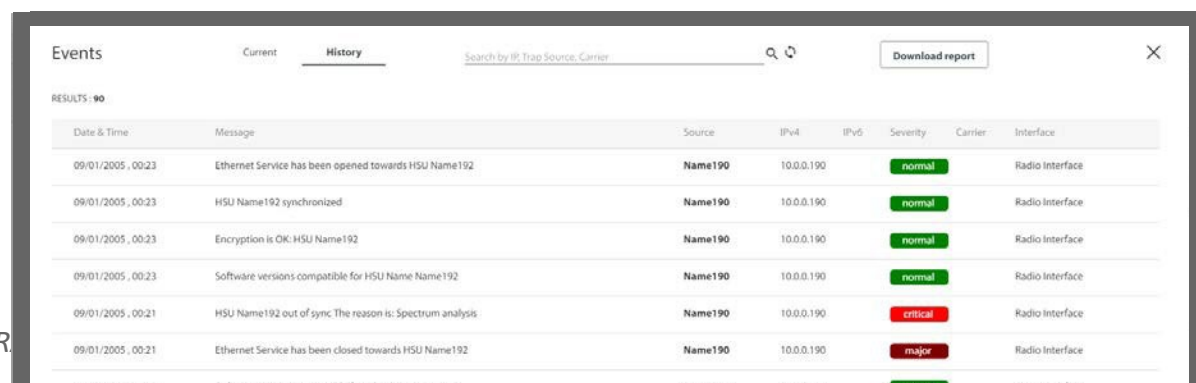 Events Current History Search by IP, Trap Source, Carrier Download report
RESULTS : 90
Date & Time Message Source IPv4 IPv6 Severity Carrier Interface
09/01/2005 , 00:23 Ethernet Service has been opened towards HSU Name192 Name190 10.0.0.190 normal Radio Interface
09/01/2005 , 00:23 HSU Name192 synchronized Name190 10.0.0.190 normal Radio Interface
09/01/2005 , 00:23 Encryption is OK: HSU Name192 Name190 10.0.0.190 normal Radio Interface
09/01/2005 , 00:23 Software versions compatible for HSU Name Name192 Name190 10.0.0.190 normal Radio Interface
09/01/2005 , 00:21 HSU Name192 out of sync The reason is: Spectrum analysis Name190 10.0.0.190 critical Radio Interface
R
09/01/2005 , 00:21 Ethernet Service has been closed towards HSU Name192 Name190 10.0.0.190 major Radio Interface